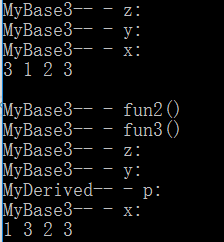 MyBase3-- - z:
MyBase3-- - y:
MyBase3-- - x:
3 1 2 3

MyBase3-- - fun2()
MyBase3-- - fun3()
MyBase3-- - z:
MyBase3-- - y:
MyDerived-- - p:
MyBase3-- - x:
1 3 2 3